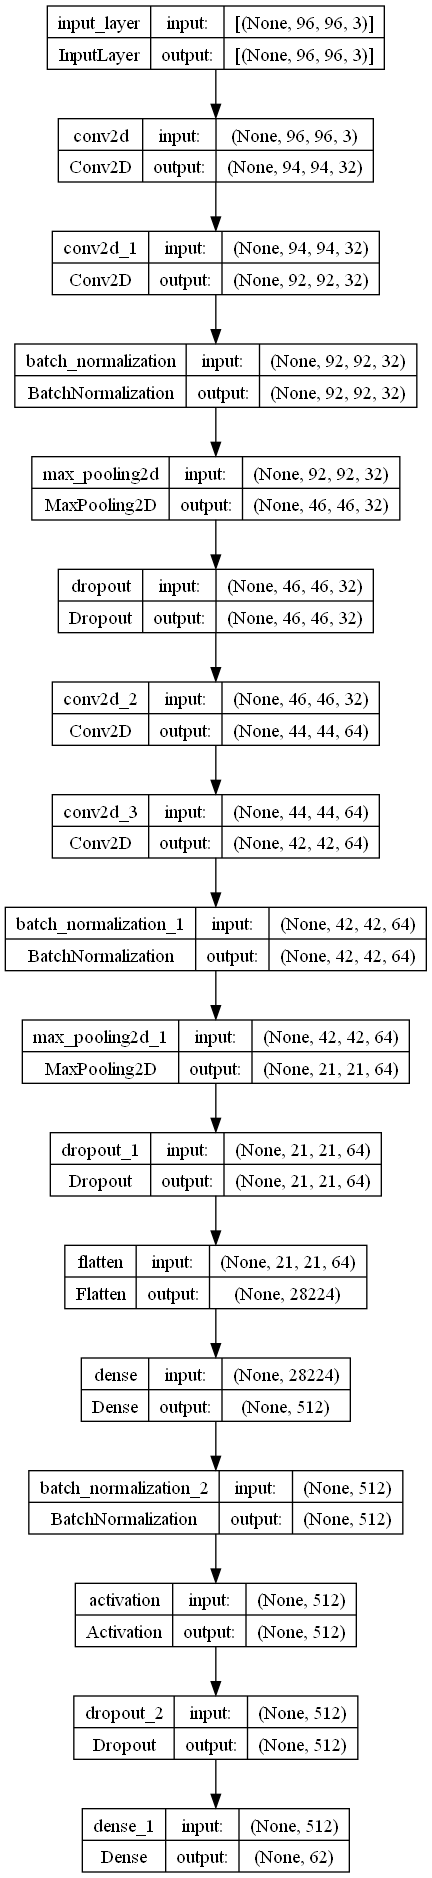 input_layer input: [(None, 96, 96, 3)]
InputLayer output: [(None, 96, 96, 3)]
conv2d input: (None, 96, 96, 3)
Conv2D output: (None, 94, 94, 32)
conv2d_1 input: (None, 94, 94, 32)
Conv2D output: (None, 92, 92, 32)
batch_normalization input: (None, 92, 92, 32)
BatchNormalization output: (None, 92, 92, 32)
max_pooling2d input: (None, 92, 92, 32)
MaxPooling2D output: (None, 46, 46, 32)
dropout input: (None, 46, 46, 32)
Dropout output: (None, 46, 46, 32)
conv2d_2 input: (None, 46, 46, 32)
Conv2D output: (None, 44, 44, 64)
conv2d_3 input: (None, 44, 44, 64)
Conv2D output: (None, 42, 42, 64)
batch_normalization_1 input: (None, 42, 42, 64)
BatchNormalization output: (None, 42, 42, 64)
max_pooling2d_1 input: (None, 42, 42, 64)
MaxPooling2D output: (None, 21, 21, 64)
dropout_1 input: (None, 21, 21, 64)
Dropout output: (None, 21, 21, 64)
flatten input: (None, 21, 21, 64)
Flatten output: (None, 28224)
dense input: (None, 28224)
Dense output: (None, 512)
batch_normalization_2 input: (None, 512)
BatchNormalization output: (None, 512)
activation input: (None, 512)
Activation output: (None, 512)
dropout_2 input: (None, 512)
Dropout output: (None, 512)
dense_1 input: (None, 512)
Dense output: (None, 62)